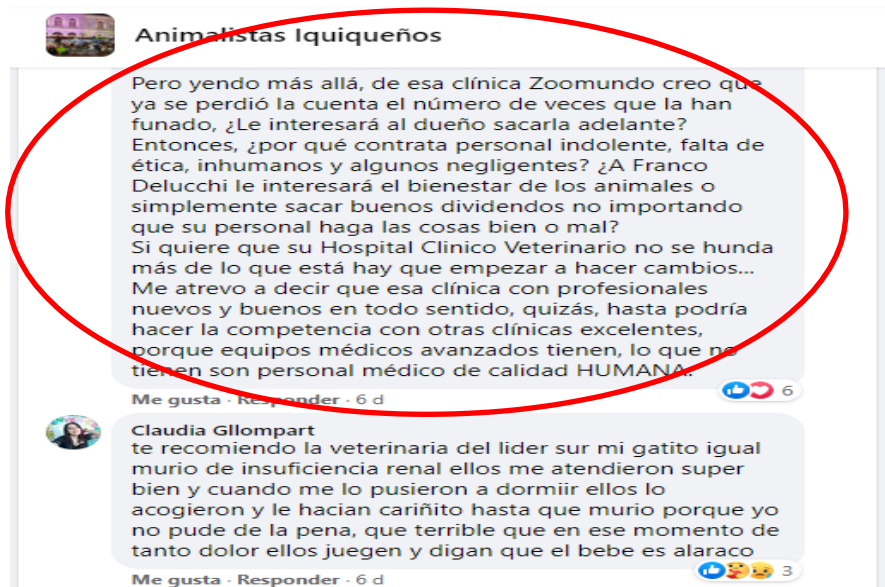 Animalistas Iquiqueños
Pero yendo más allá, de esa clínica Zoomundo creo que
ya se perdió la cuenta el número de veces que la han
funado, ¿Le interesará al dueño sacarla adelante?
Entonces, ¿por qué contrata personal indolente, falta de
ética, inhumanos y algunos negligentes? ¿A Franco
Delucchi le interesará el bienestar de los animales o
simplemente sacar buenos dividendos no importando
que su personal haga las cosas bien o mal?
Si quiere que su Hospital Clinico Veterinario no se hunda
más de lo que está hay que empezar a hacer cambios...
Me atrevo a decir que esa clínica con profesionales
nuevos y buenos en todo sentido, quizás, hasta podría
hacer la competencia con otras clínicas excelentes,
porque equipos médicos avanzados tienen, lo que no
tienen son personal médico de calidad HUMANA.
6
Me gusta · Responder · 6 d
Claudia Gllompart
te recomiendo la veterinaria del lider sur mi gatito igual
murio de insuficiencia renal ellos me atendieron super
bien y cuando me lo pusieron a dormiir ellos lo
acogieron y le hacian cariñito hasta que murio porque yo
no pude de la pena, que terrible que en ese momento de
tanto dolor ellos juegen y digan que el bebe es alaraco
3
Me gusta · Responder · 6 d